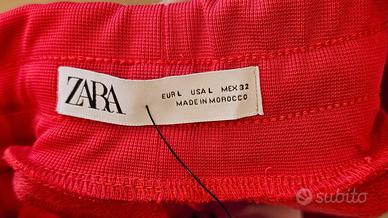 ZARA
EUR L USA L MEX 32
MADE IN MOROCCO
subito